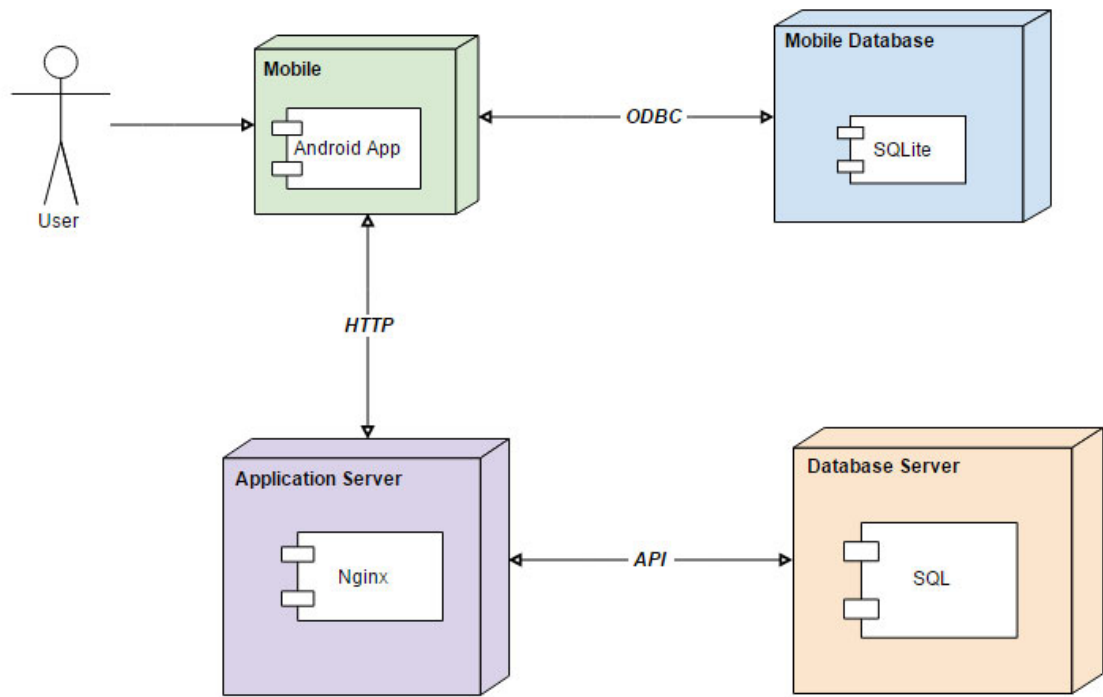 Mobile Database
Mobile
ODBC
Android App
SQLite
User
HTTP
Application Server
Database Server
Nginx
API
SQL